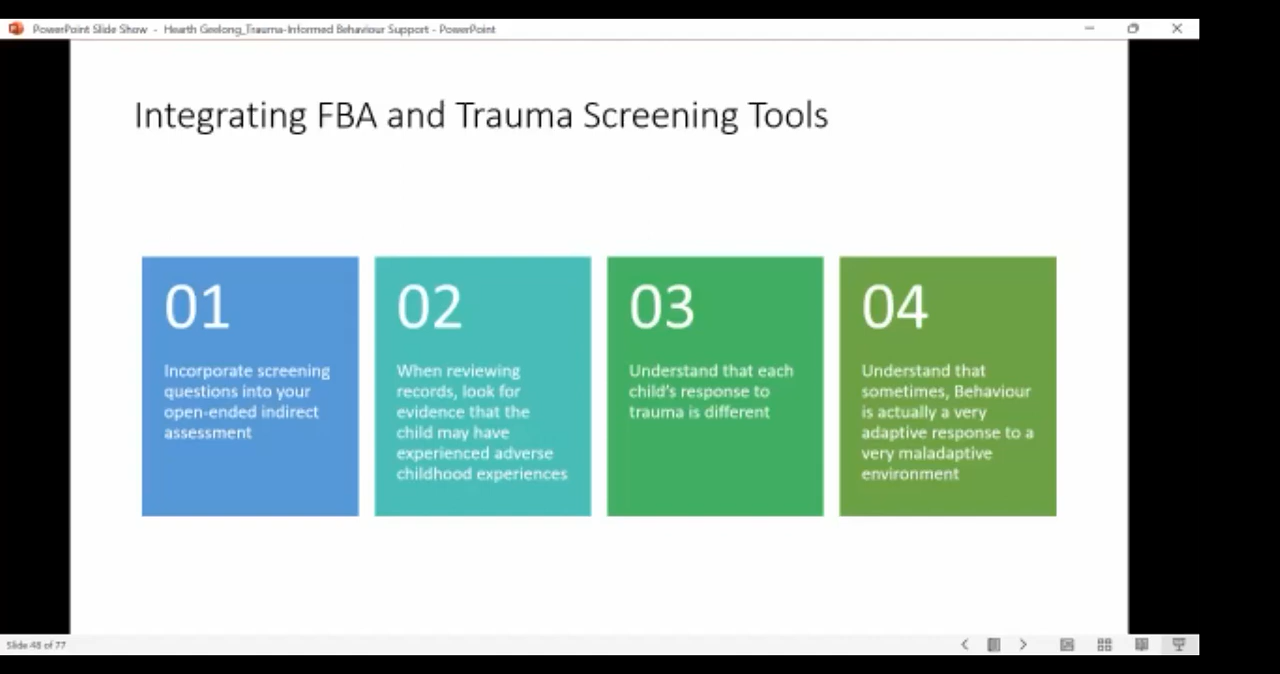 PowerPoint Slide Show - Hearth Geelong_Trauma-Informed Behaviour Support - PowerPoint
Integrating FBA and Trauma Screening Tools
01
Incorporate screening
questions into your
open-ended indirect
assessment
02
When reviewing
records, look for
evidence that the
child may have
experienced adverse
childhood experiences
03
Understand that each
child's response to
trauma is different
04
Understand that
sometimes, Behaviour
is actually a very
adaptive response to a
very maladaptive
environment
Slide 48 of 77